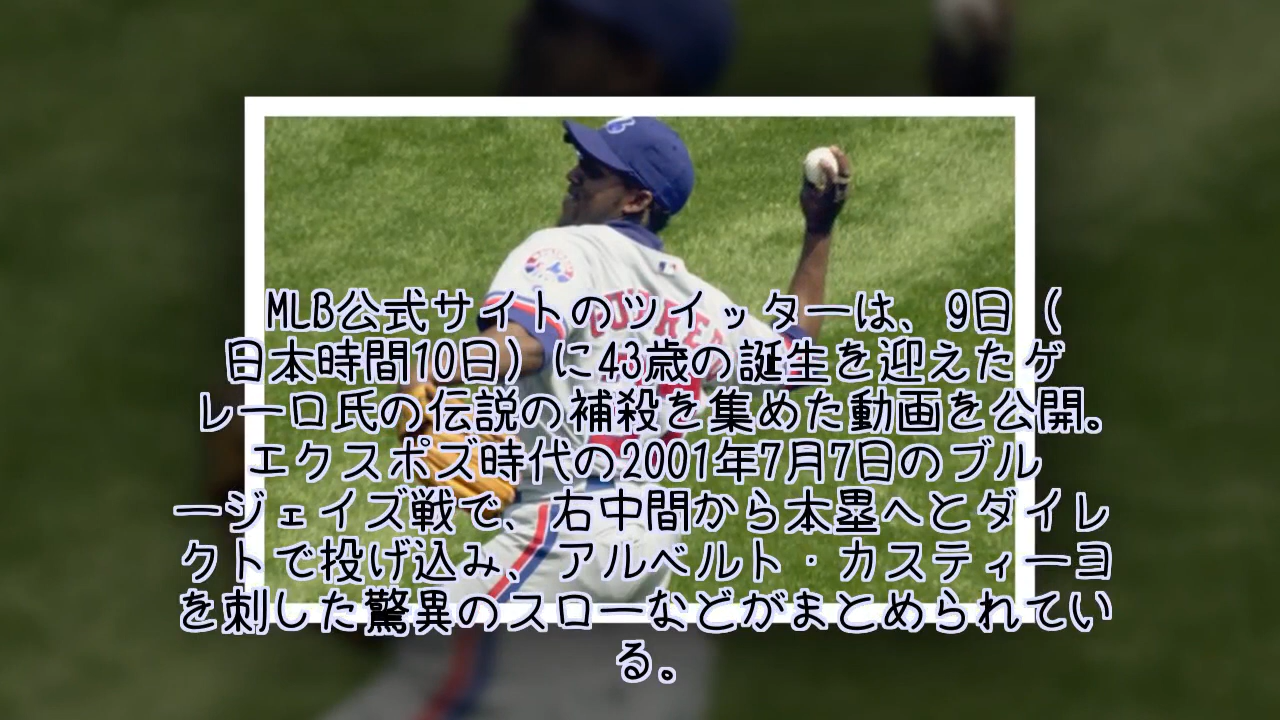 MLB公式サイトのツイッターは、9日（
日本時間10日）に43歳の誕生を迎えたゲ
レーロ氏の伝説の補殺を集めた動画を公開。
エクスポズ時代の2001年7月7日のブル
ージェイズ戦で、右中間から本塁へとダイレ
クトで投げ込み、アルベルト・カスティーヨ
を刺した驚異のスローなどがまとめられてい
る。